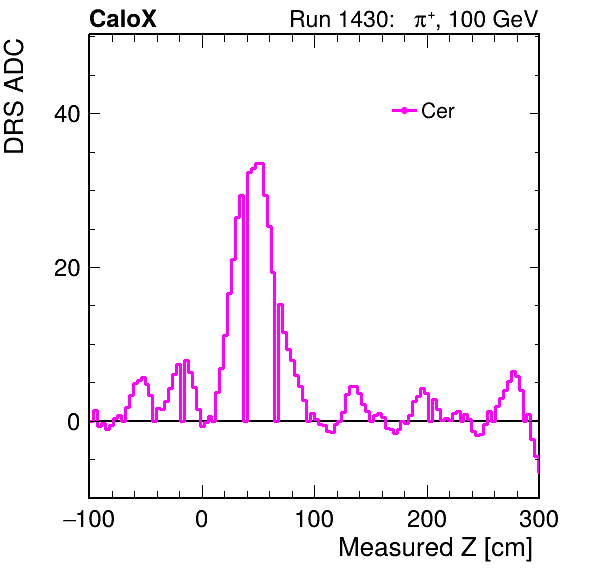 CaloX Run 1430: π⁺, 100 GeV
DRS ADC
Cer
40
20
0
−100 0 100 200 300
Measured Z [cm]